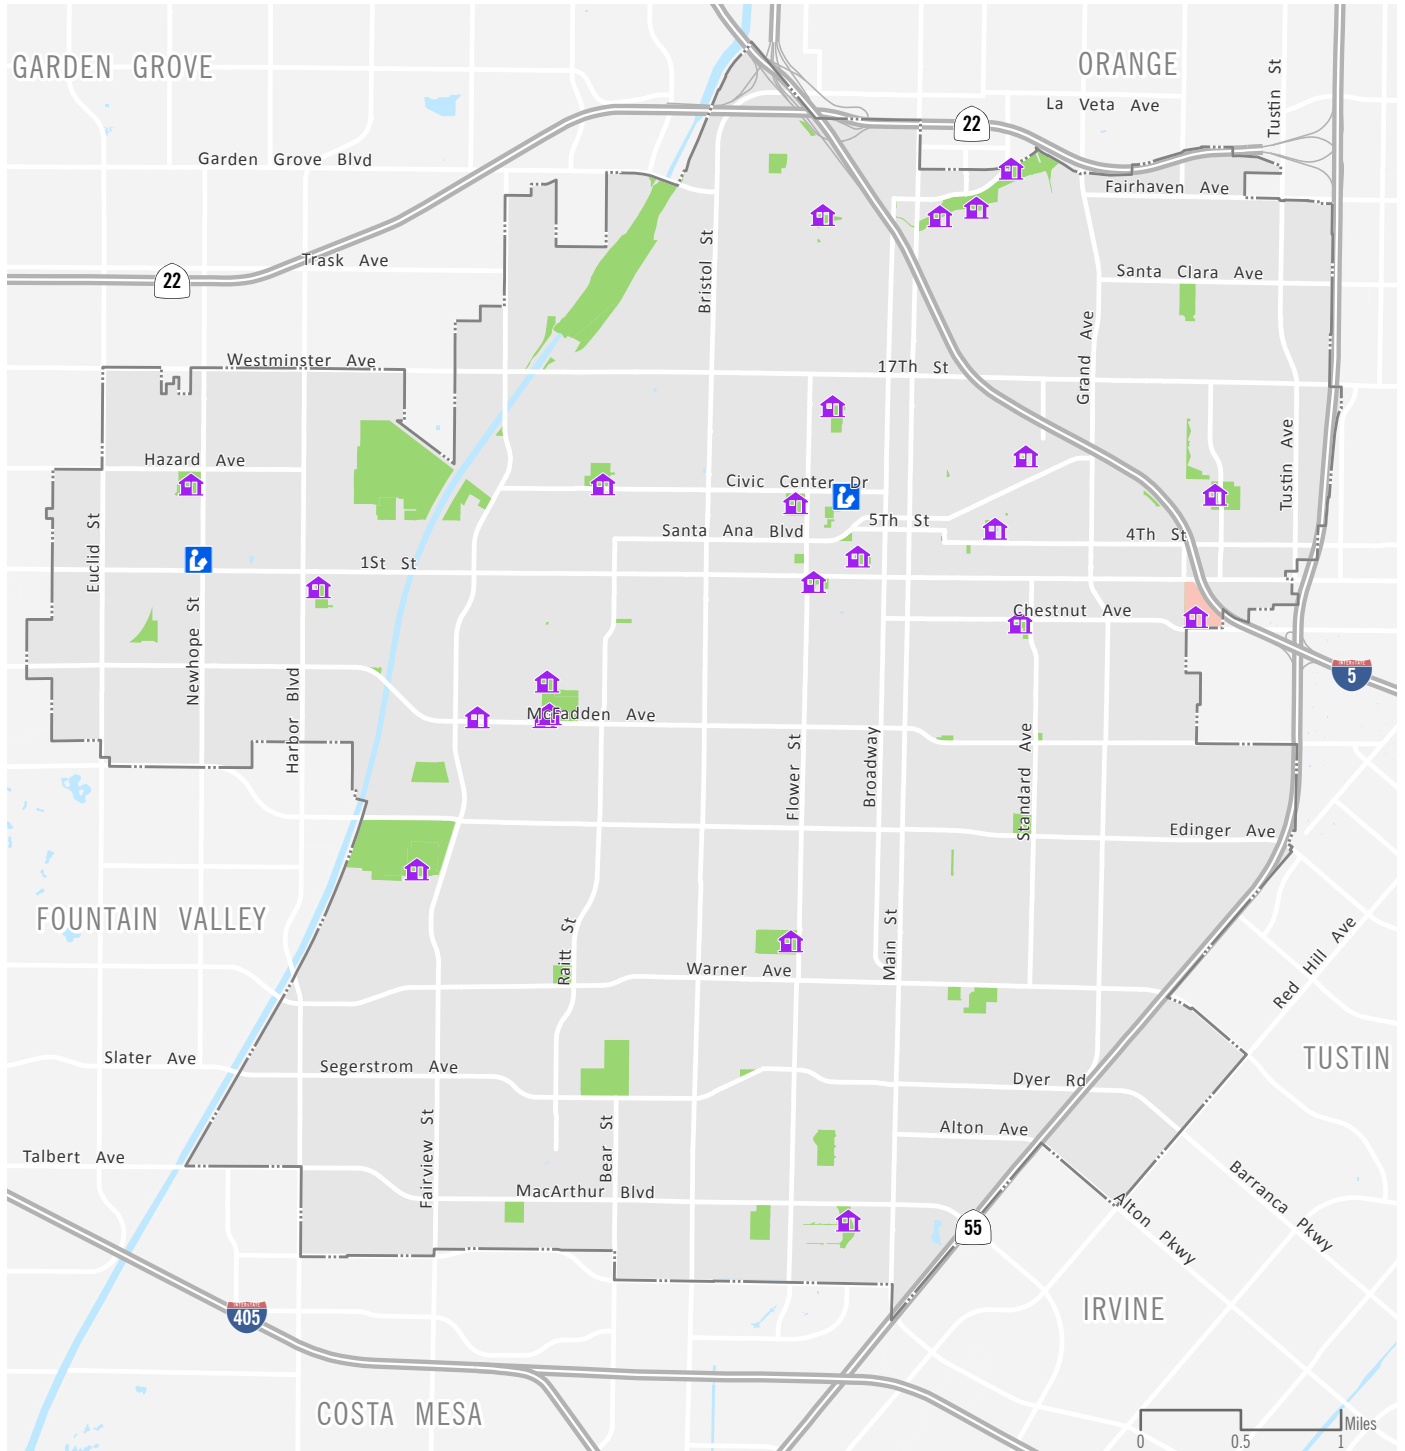 GARDEN GROVE
ORANGE
Tustin St
La Veta Ave
22
Garden Grove Blvd
Fairhaven Ave
Bristol St
Trask Ave
22
Santa Clara Ave
Grand Ave
Westminster Ave
17Th St
Tustin Ave
Hazard Ave
Civic Center Dr
Euclid St
Santa Ana Blvd
5Th St
4Th St
1St St
Newhope St
Chestnut Ave
Harbor Blvd
INTERSTATE
5
McFadden Ave
Flower St
Broadway
Standard Ave
Edinger Ave
FOUNTAIN VALLEY
Raitt St
Main St
Warner Ave
Red Hill Ave
Slater Ave
Segerstrom Ave
TUSTIN
Dyer Rd
Fairview St
Bear St
Alton Ave
Talbert Ave
MacArthur Blvd
Barranca Pkwy
Alton Pkwy
55
INTERSTATE
405
IRVINE
COSTA MESA
Miles
0 0.5 1